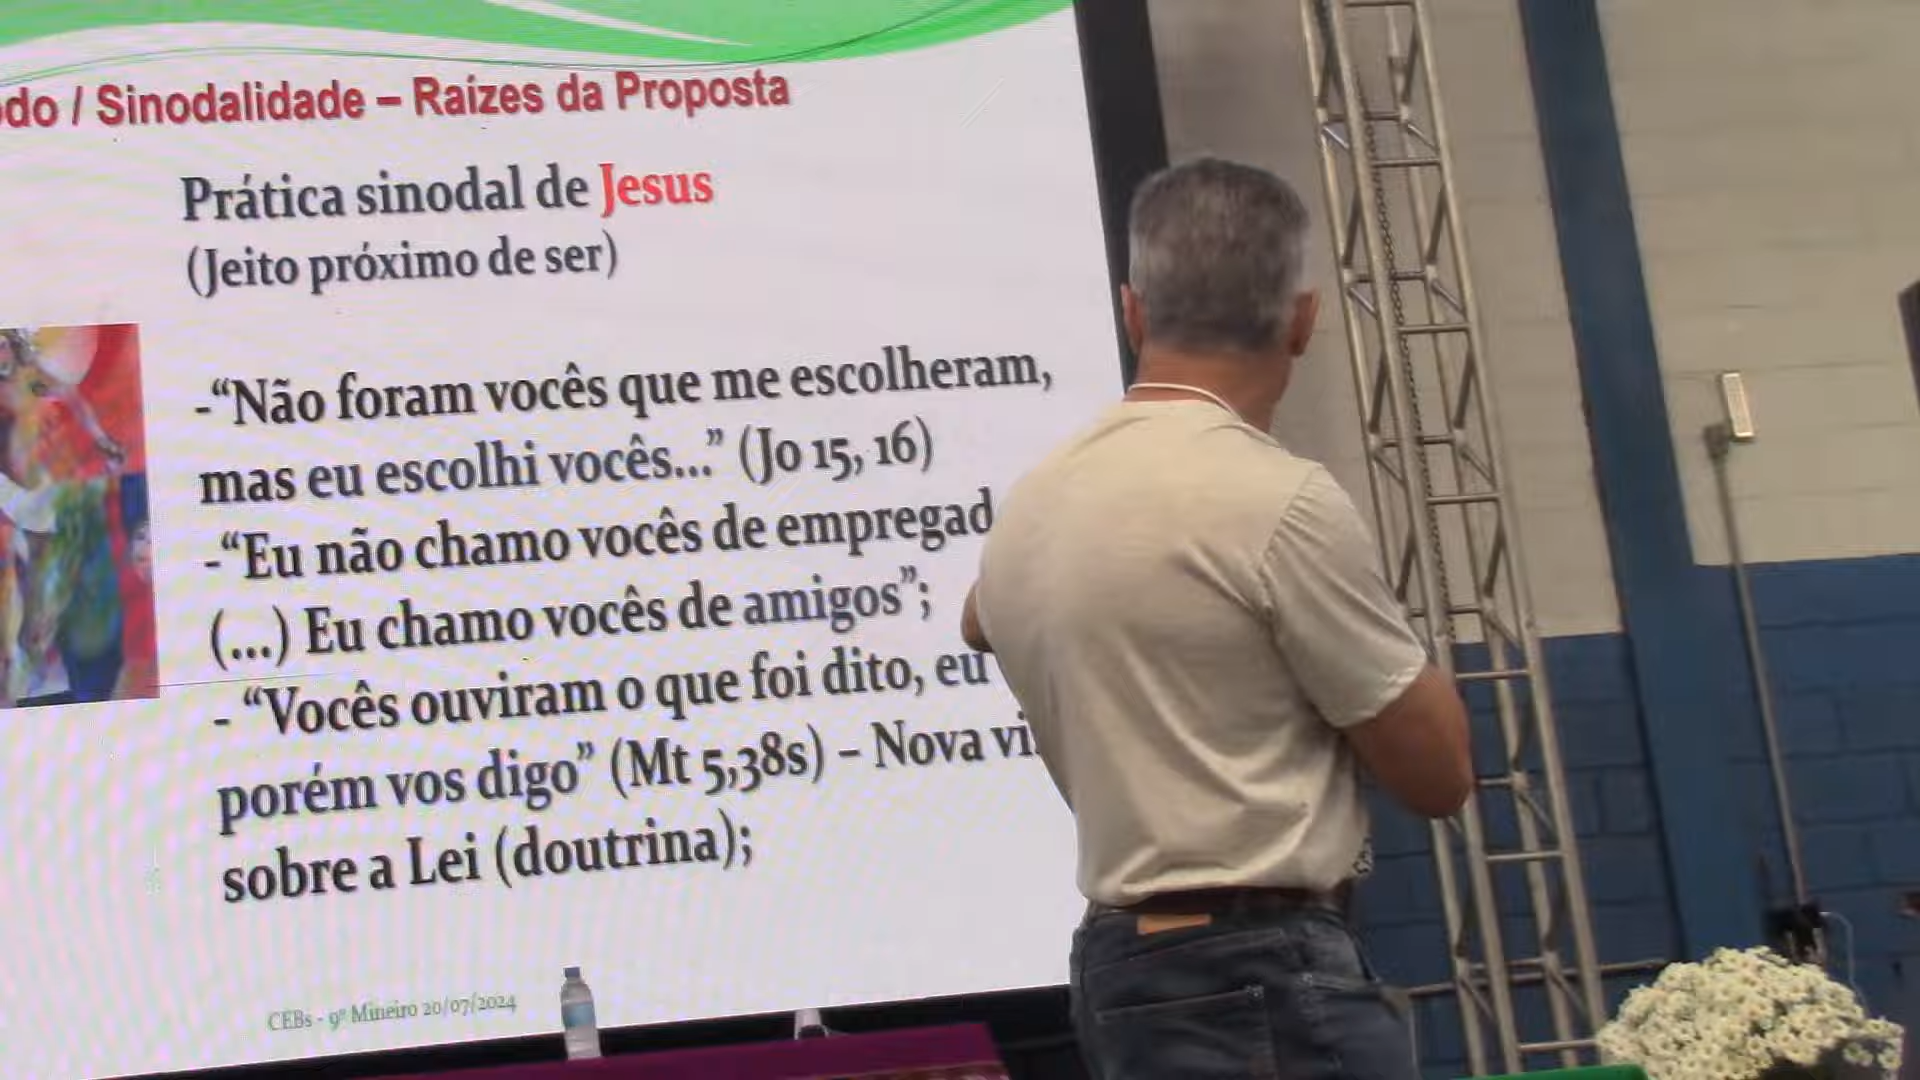 / Sinodalidade – Raízes da Proposta
Prática sinodal de Jesus
(Jeito próximo de ser)
-“Não foram vocês que me escolheram,
mas eu escolhi vocês...” (Jo 15, 16)
-“Eu não chamo vocês de
(...) Eu chamo vocês de amigos”;
- “Vocês ouviram o que foi dito, eu
porém vos digo” (Mt 5,38s) – Nova
sobre a Lei (doutrina);
CEBs - 9º Mineiro 20/07/2024